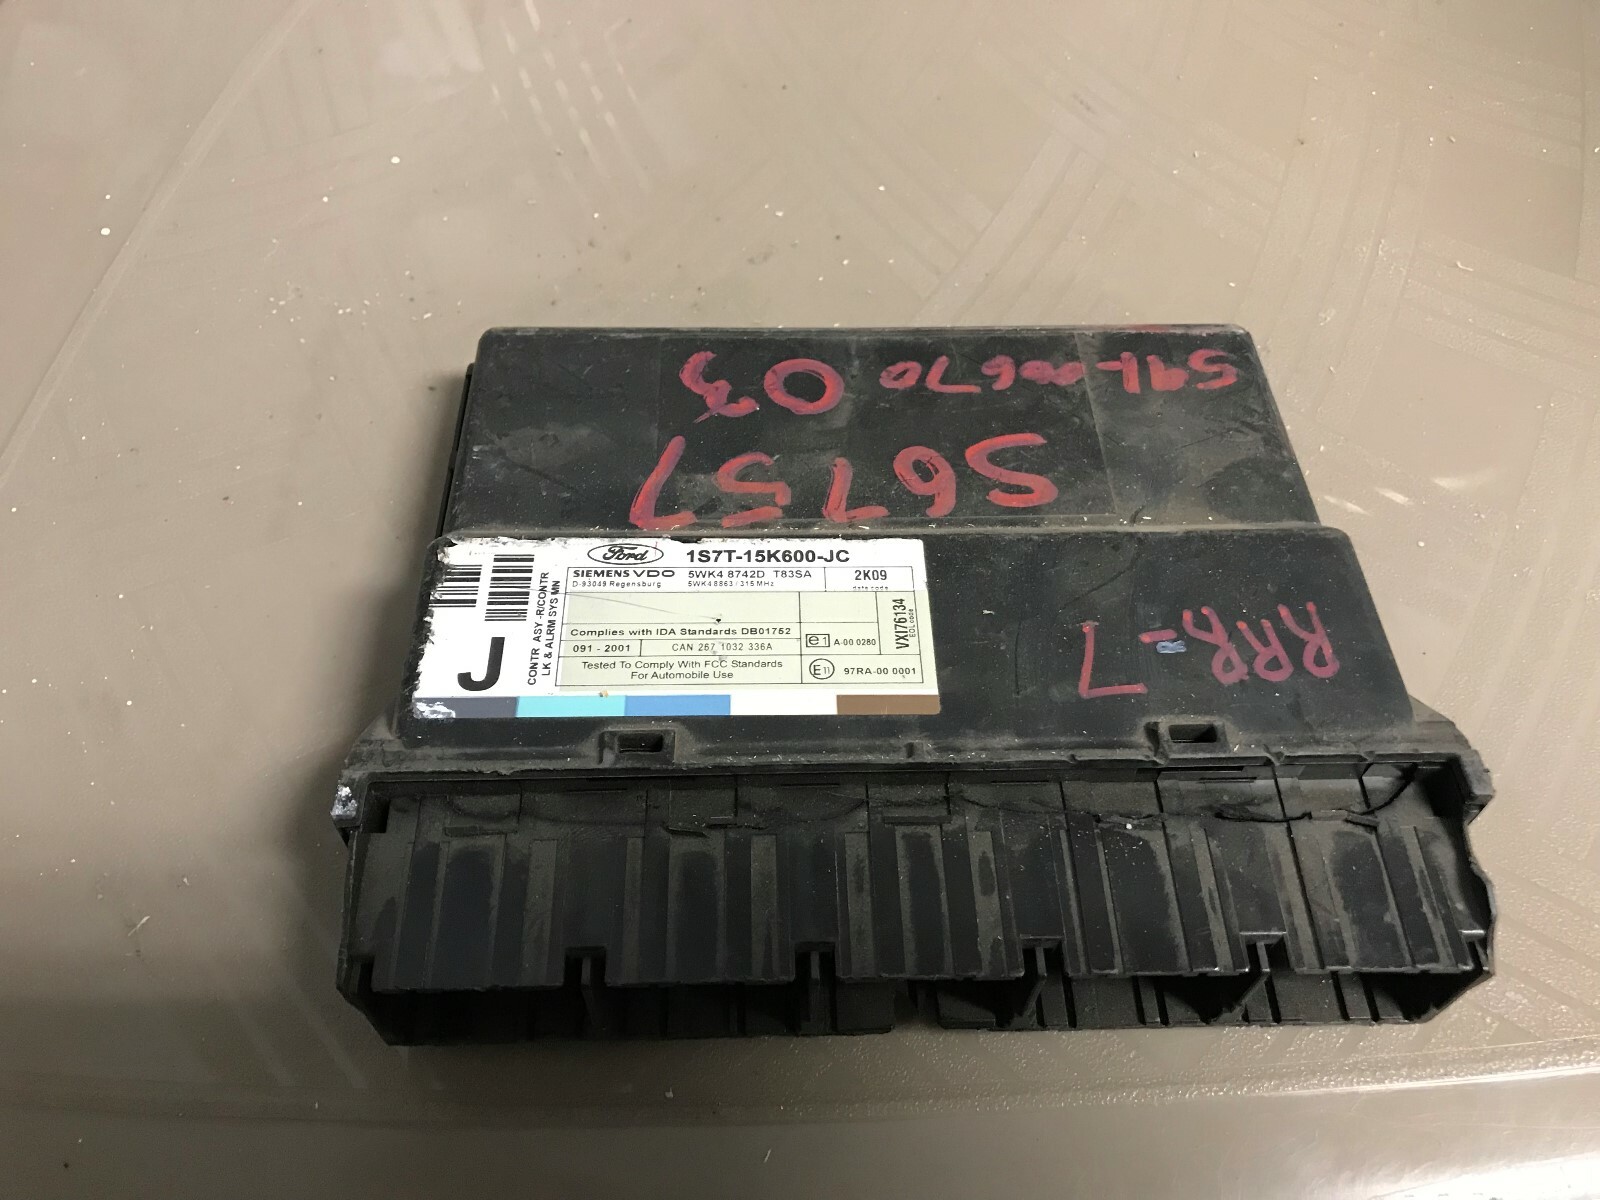 03
56757
RRR-7
Ford
1S7T-15K600-JC
SIEMENS VDO 5WK4 8742D T83SA 2K09
D-93049 Regensburg 5WK4 8863 / 315 MHz date code
Complies with IDA Standards DB01752
e1 A-00 0280
091 - 2001 CAN 267 1032 336A
Tested To Comply With FCC Standards
For Automobile Use
E11 97RA-00 0001
VXI76134
EOL code
J
CONTR ASY -R/CONTR
LK & ALRM SYS MN